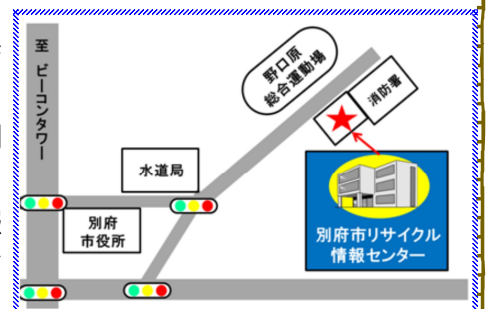 至 ビーコンタワー
野口原
総合運動場
消防署
水道局
別府
市役所
別府市リサイクル
情報センター